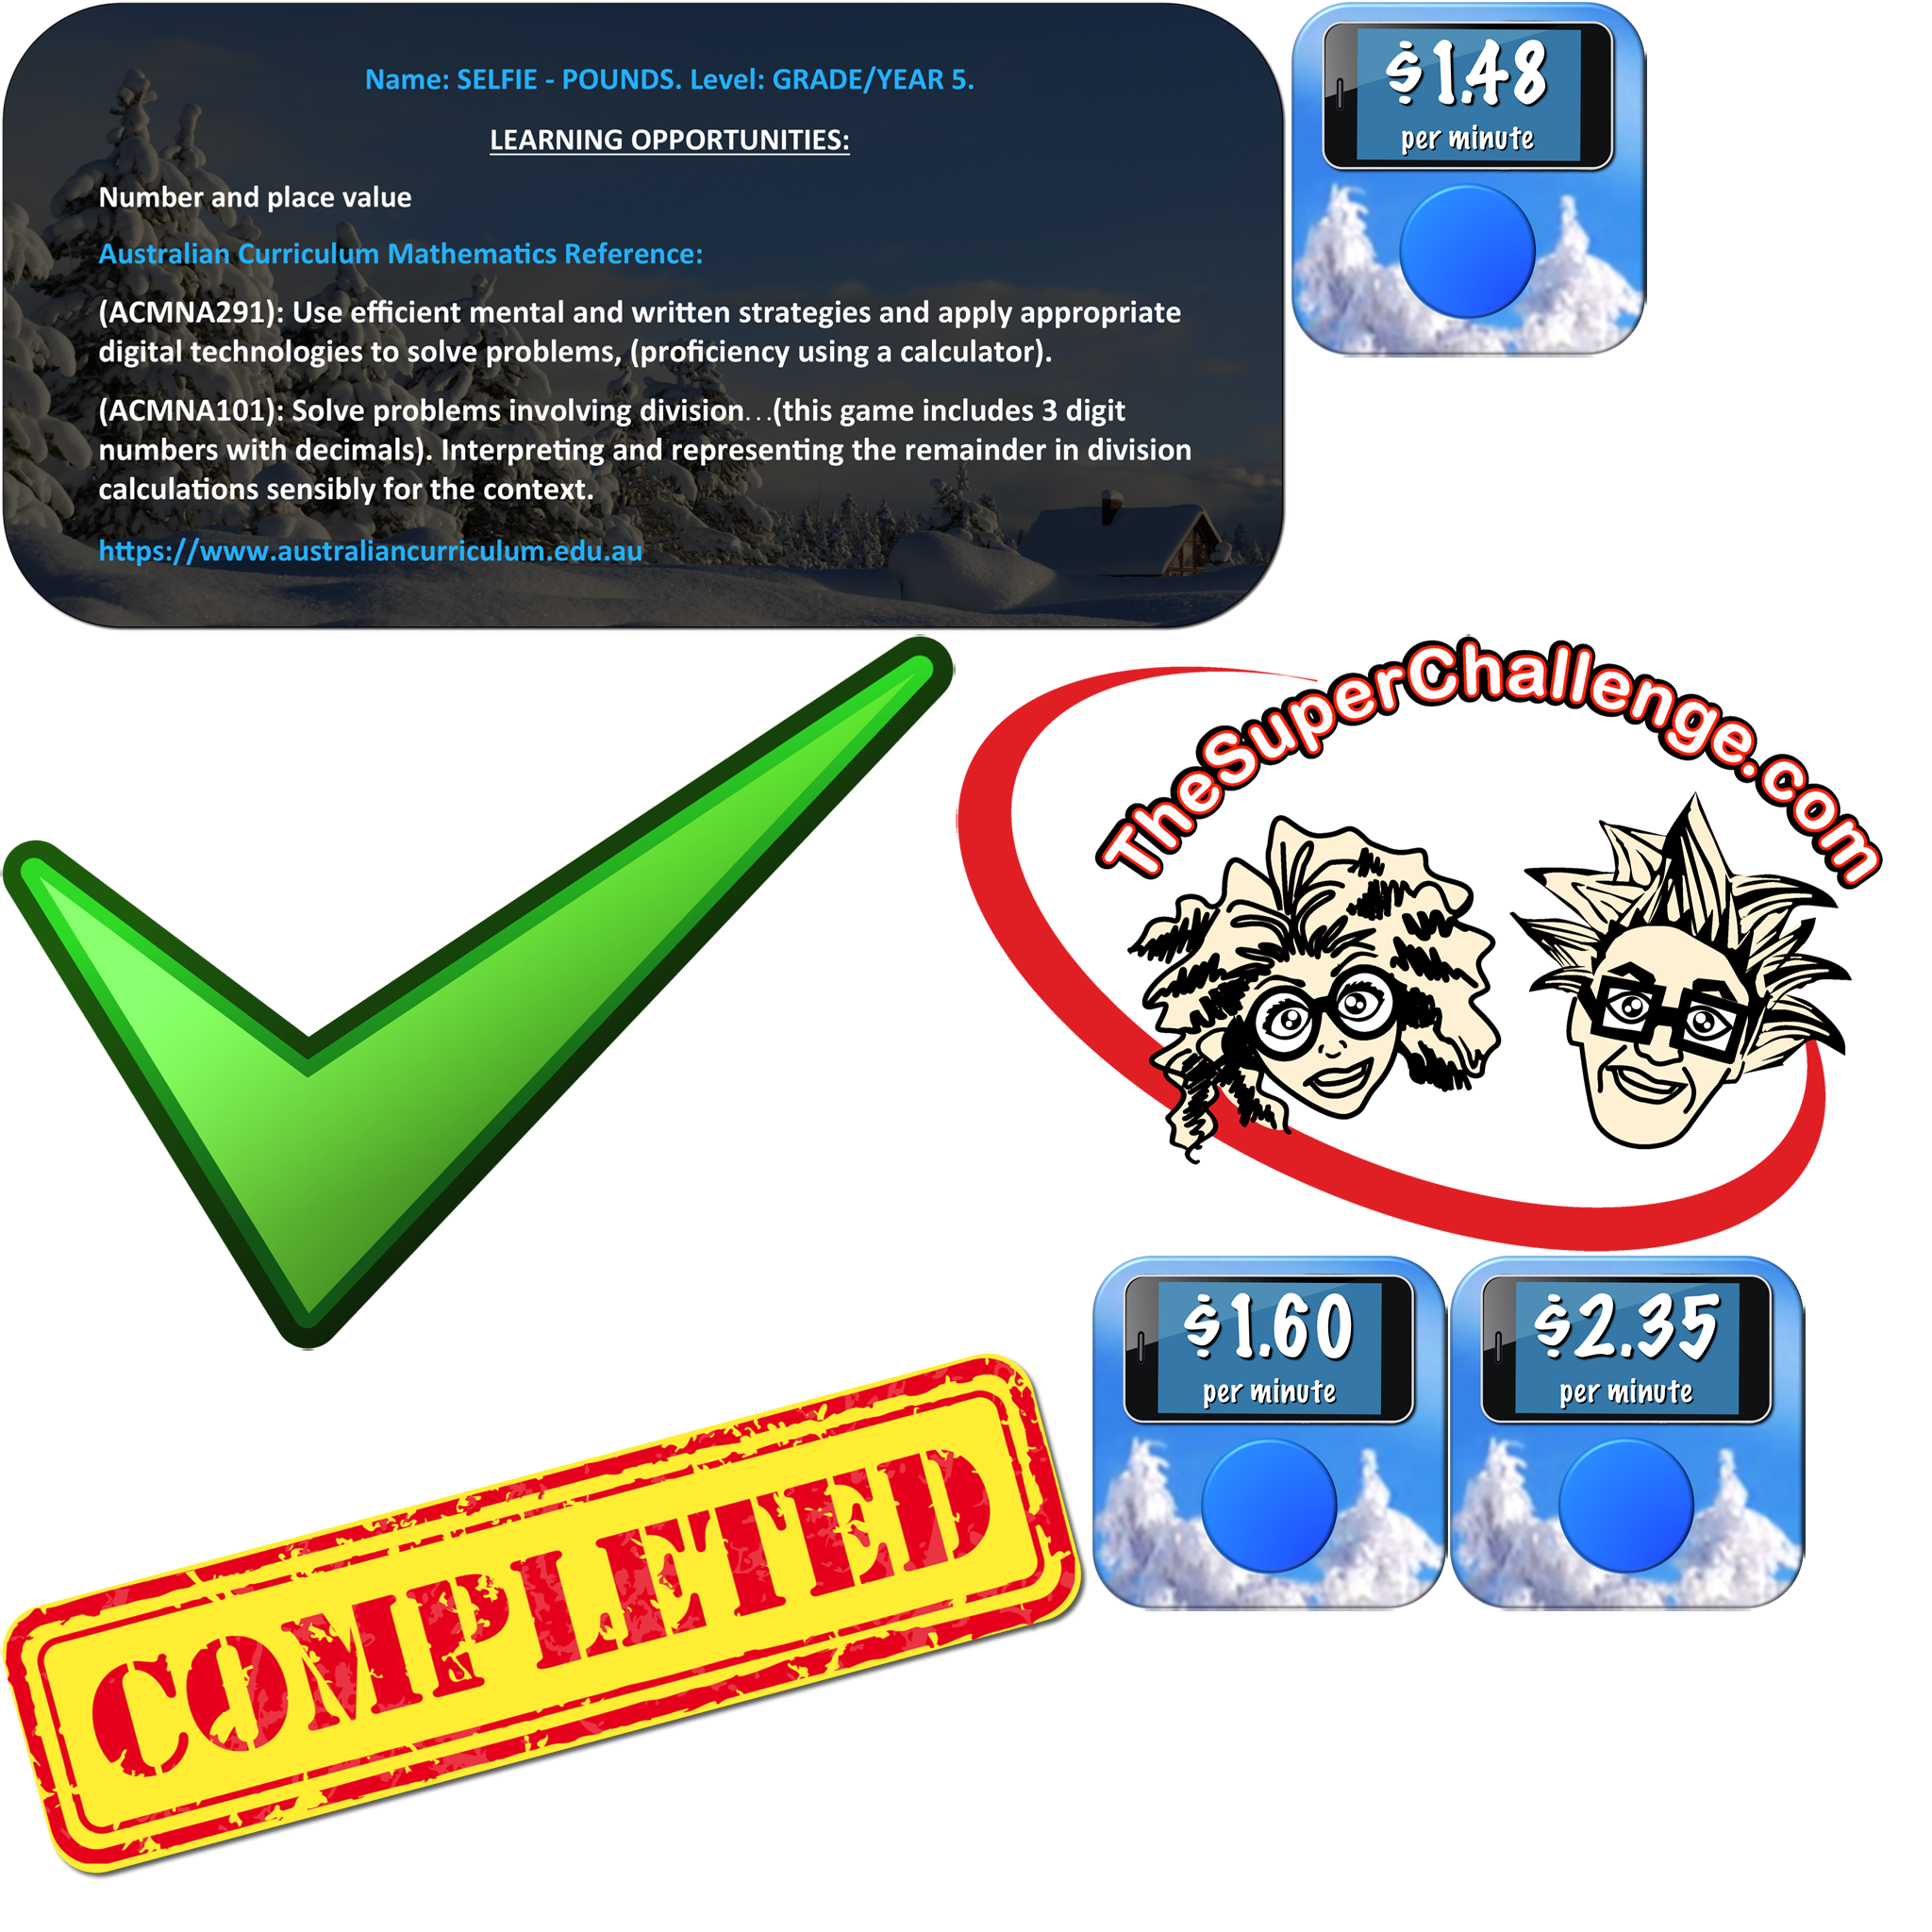 Name: SELFIE - POUNDS. Level: GRADE/YEAR 5.
LEARNING OPPORTUNITIES:
Number and place value
Australian Curriculum Mathematics Reference:
(ACMNA291): Use efficient mental and written strategies and apply appropriate
digital technologies to solve problems, (proficiency using a calculator).
(ACMNA101): Solve problems involving division...(this game includes 3 digit
numbers with decimals). Interpreting and representing the remainder in division
calculations sensibly for the context.
https://www.australiancurriculum.edu.au
$1.48
per minute
TheSuperChallenge.com
$1.60
per minute
$2.35
per minute
COMPLETED